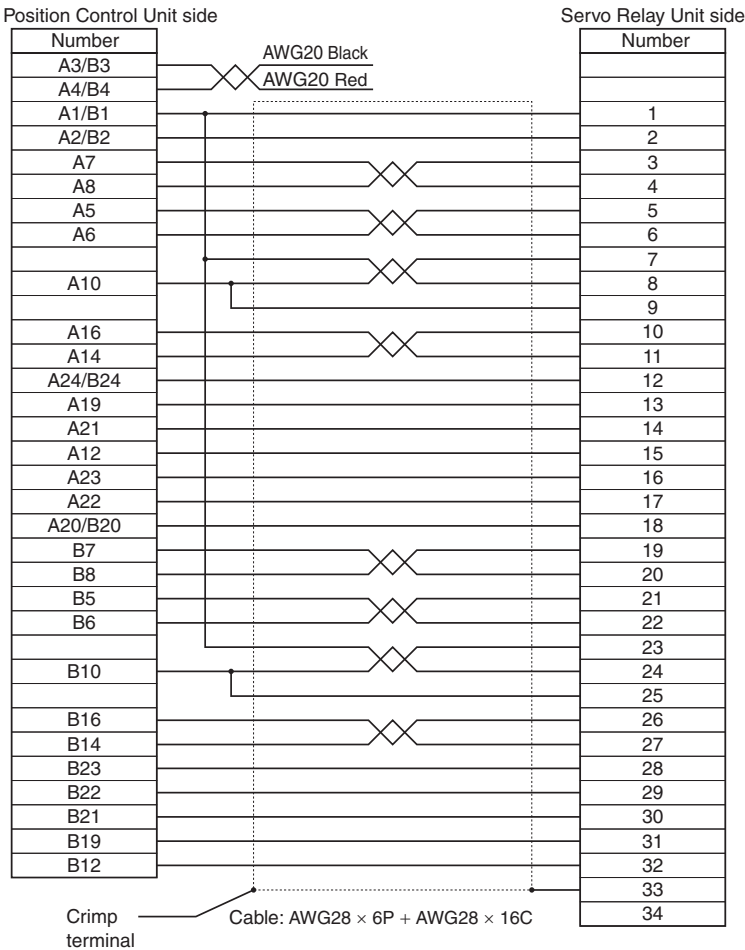 Position Control Unit side
Servo Relay Unit side
Number
Number
A3/B3
AWG20 Black
A4/B4
AWG20 Red
A1/B1 1
A2/B2 2
A7 3
A8 4
A5 5
A6 6
7
A10 8
9
A16 10
A14 11
A24/B24 12
A19 13
A21 14
A12 15
A23 16
A22 17
A20/B20 18
B7 19
B8 20
B5 21
B6 22
23
B10 24
25
B16 26
B14 27
B23 28
B22 29
B21 30
B19 31
B12 32
33
34
Crimp
terminal
Cable: AWG28 × 6P + AWG28 × 16C